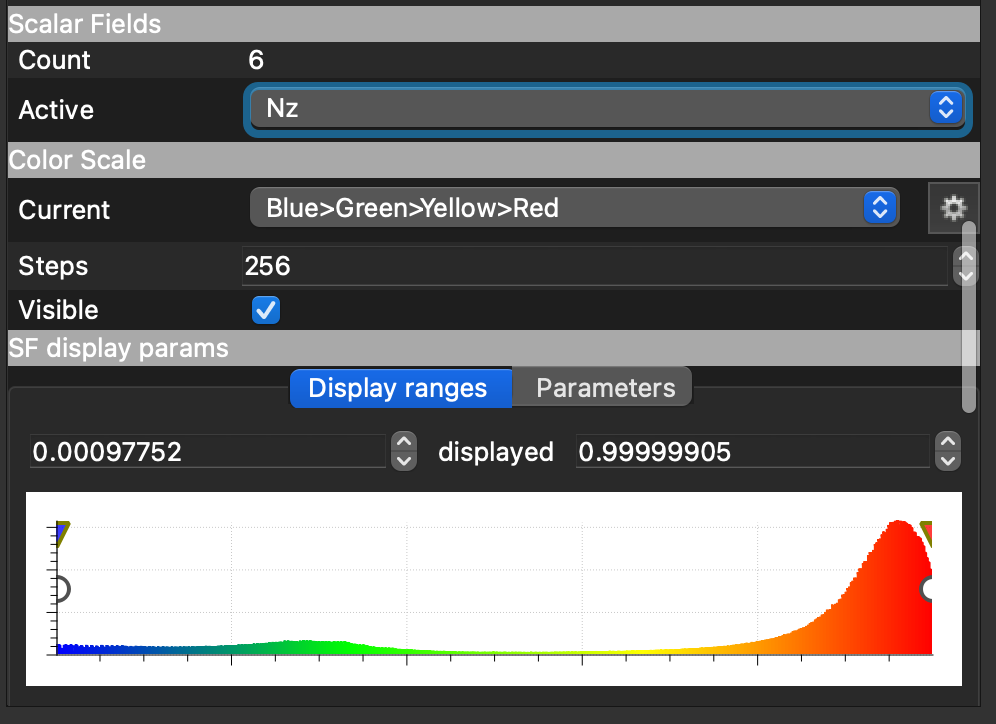 Scalar Fields
Count 6
Active Nz
Color Scale
Current Blue>Green>Yellow>Red
Steps 256
Visible
SF display params
Display ranges Parameters
0.00097752 displayed 0.99999905